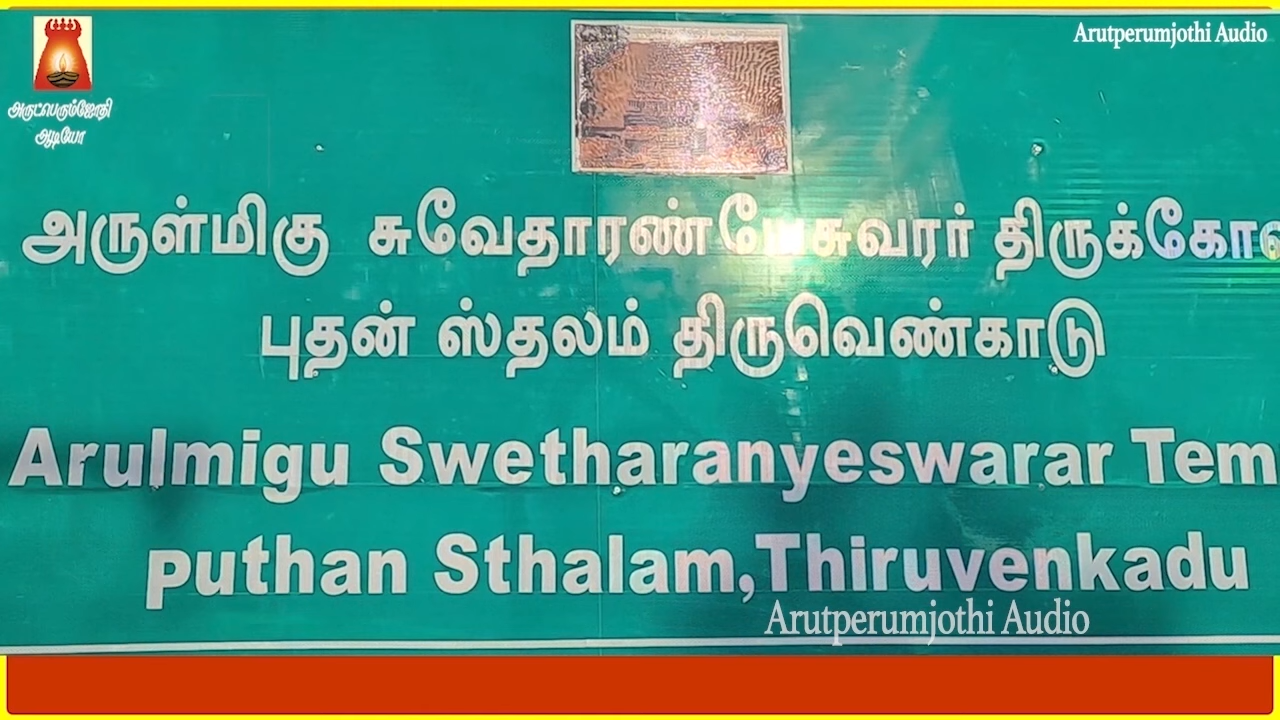 Arutperumjothi Audio
அருட்பெரும்ஜோதி
ஆடியோ
அருள்மிகு சுவேதாரண்யேசுவரர்
புதன் ஸ்தலம் திருவெண்காடு
Arulmigu Swetharanyeswarar Tem
puthan Sthalam,Thiruvenkadu
Arutperumjothi Audio